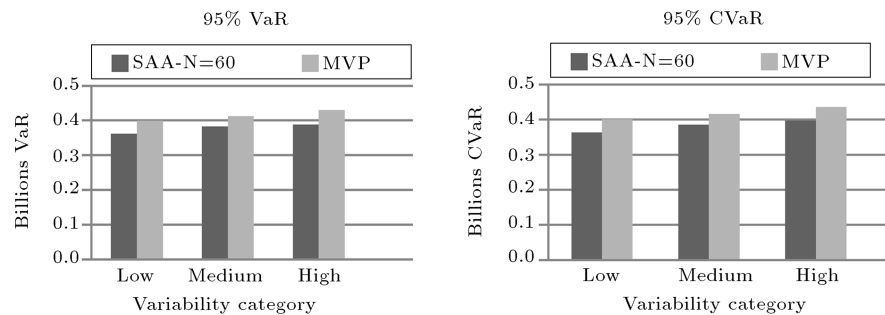 95% VaR
SAA-N=60 MVP
Billions VaR
0.5
0.4
0.3
0.2
0.1
0.0
Low Medium High
Variability category
95% CVaR
SAA-N=60 MVP
Billions CVaR
0.5
0.4
0.3
0.2
0.1
0.0
Low Medium High
Variability category